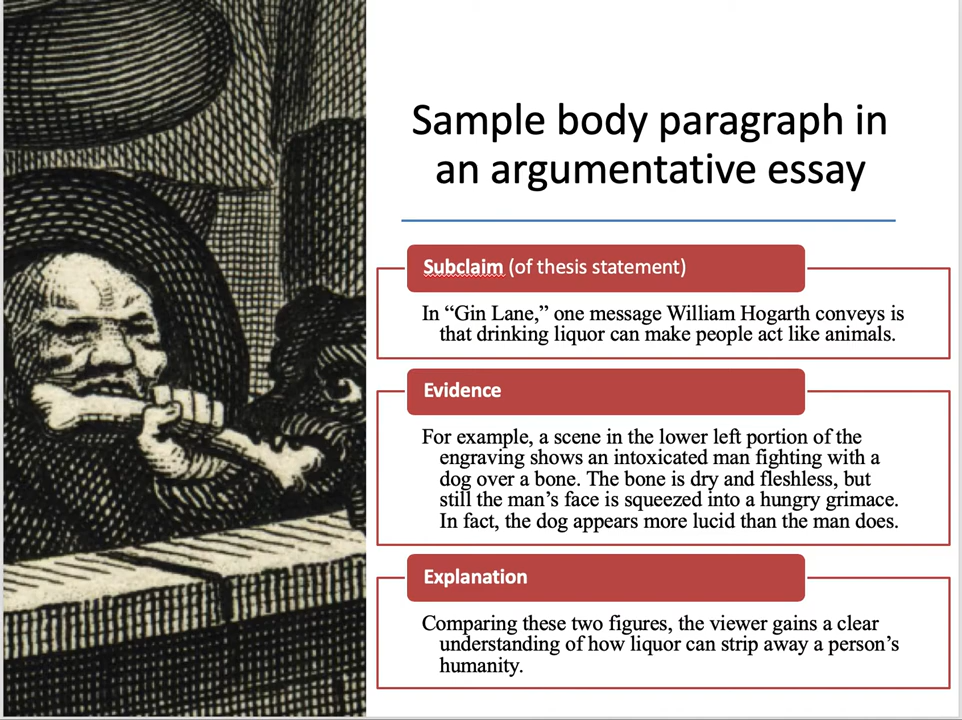 Sample body paragraph in
an argumentative essay
Subclaim (of thesis statement)
In “Gin Lane,” one message William Hogarth conveys is
that drinking liquor can make people act like animals.
Evidence
For example, a scene in the lower left portion of the
engraving shows an intoxicated man fighting with a
dog over a bone. The bone is dry and fleshless, but
still the man’s face is squeezed into a hungry grimace.
In fact, the dog appears more lucid than the man does.
Explanation
Comparing these two figures, the viewer gains a clear
understanding of how liquor can strip away a person’s
humanity.